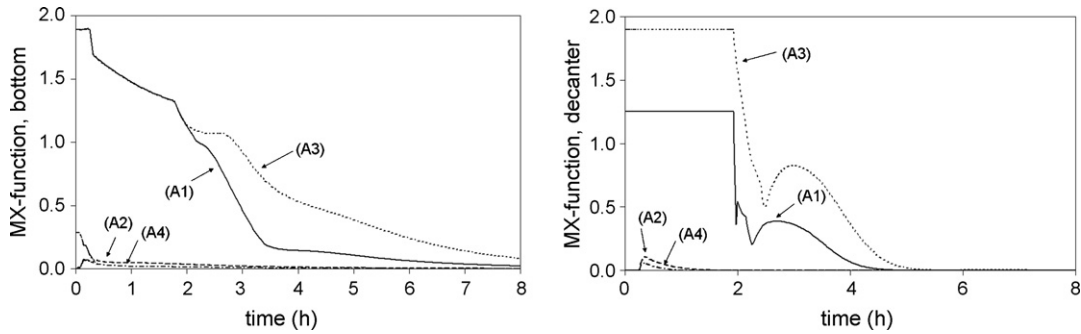 MX-function, bottom
2.0
1.5
1.0
0.5
0.0
0
1
2
3
4
5
6
7
8
time (h)
(A1)
(A2)
(A3)
(A4)
MX-function, decanter
2.0
1.5
1.0
0.5
0.0
0
2
4
6
8
time (h)
(A3)
(A1)
(A2)
(A4)